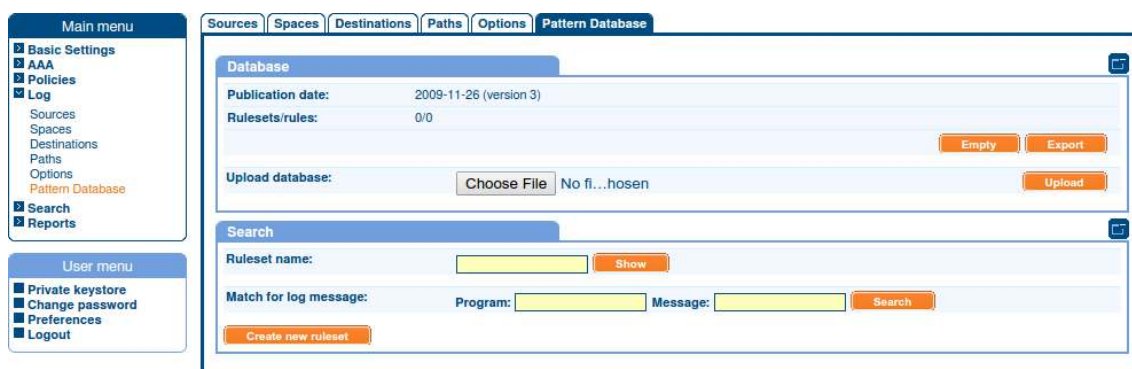 Main menu
Basic Settings
AAA
Policies
Log
Sources
Spaces
Destinations
Paths
Options
Pattern Database
Search
Reports
User menu
Private keystore
Change password
Preferences
Logout
Sources Spaces Destinations Paths Options Pattern Database
Database
Publication date: 2009-11-26 (version 3)
Rulesets/rules: 0/0
Empty Export
Upload database: Choose File No fi…hosen Upload
Search
Ruleset name: Show
Match for log message: Program: Message: Search
Create new ruleset